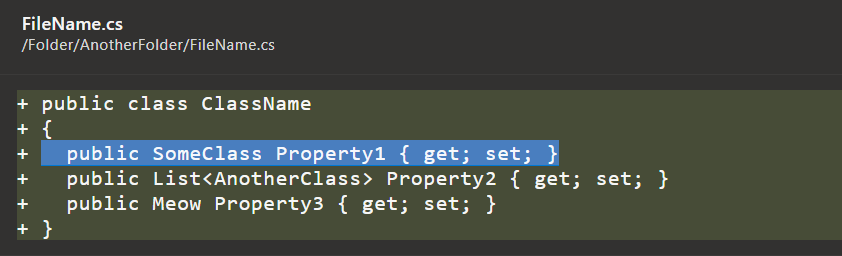 FileName.cs
/Folder/AnotherFolder/FileName.cs
+ public class ClassName
+ {
+   public SomeClass Property1 { get; set; }
+   public List<AnotherClass> Property2 { get; set; }
+   public Meow Property3 { get; set; }
+ }